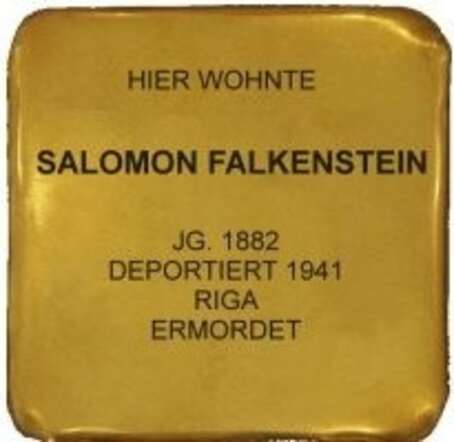 HIER WOHNTE
SALOMON FALKENSTEIN
JG. 1882
DEPORTIERT 1941
RIGA
ERMORDET